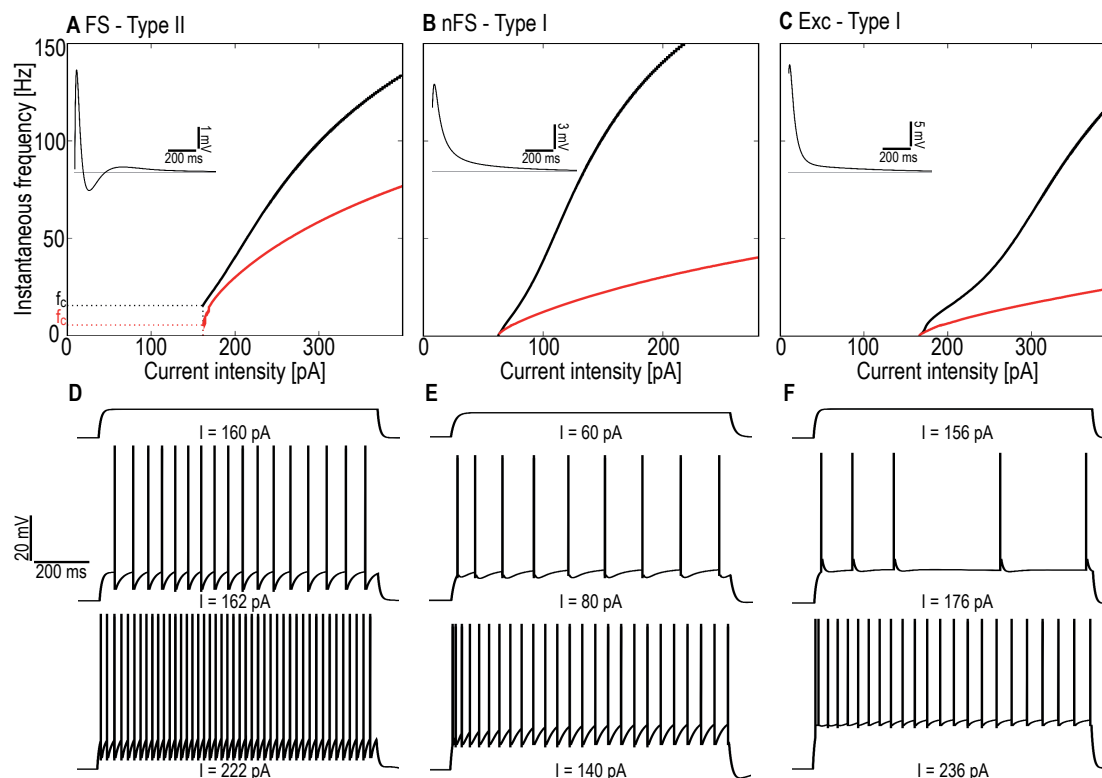 A FS - Type II
B nFS - Type I
C Exc - Type I
Instantaneous frequency [Hz]
150
100
50
0
f_c
f_c
1 mV
200 ms
3 mV
200 ms
5 mV
200 ms
0 100 200 300
0 100 200
0 100 200 300
Current intensity [pA]
Current intensity [pA]
Current intensity [pA]
D
E
F
I = 160 pA
I = 60 pA
I = 156 pA
20 mV
200 ms
I = 162 pA
I = 80 pA
I = 176 pA
I = 222 pA
I = 140 pA
I = 236 pA